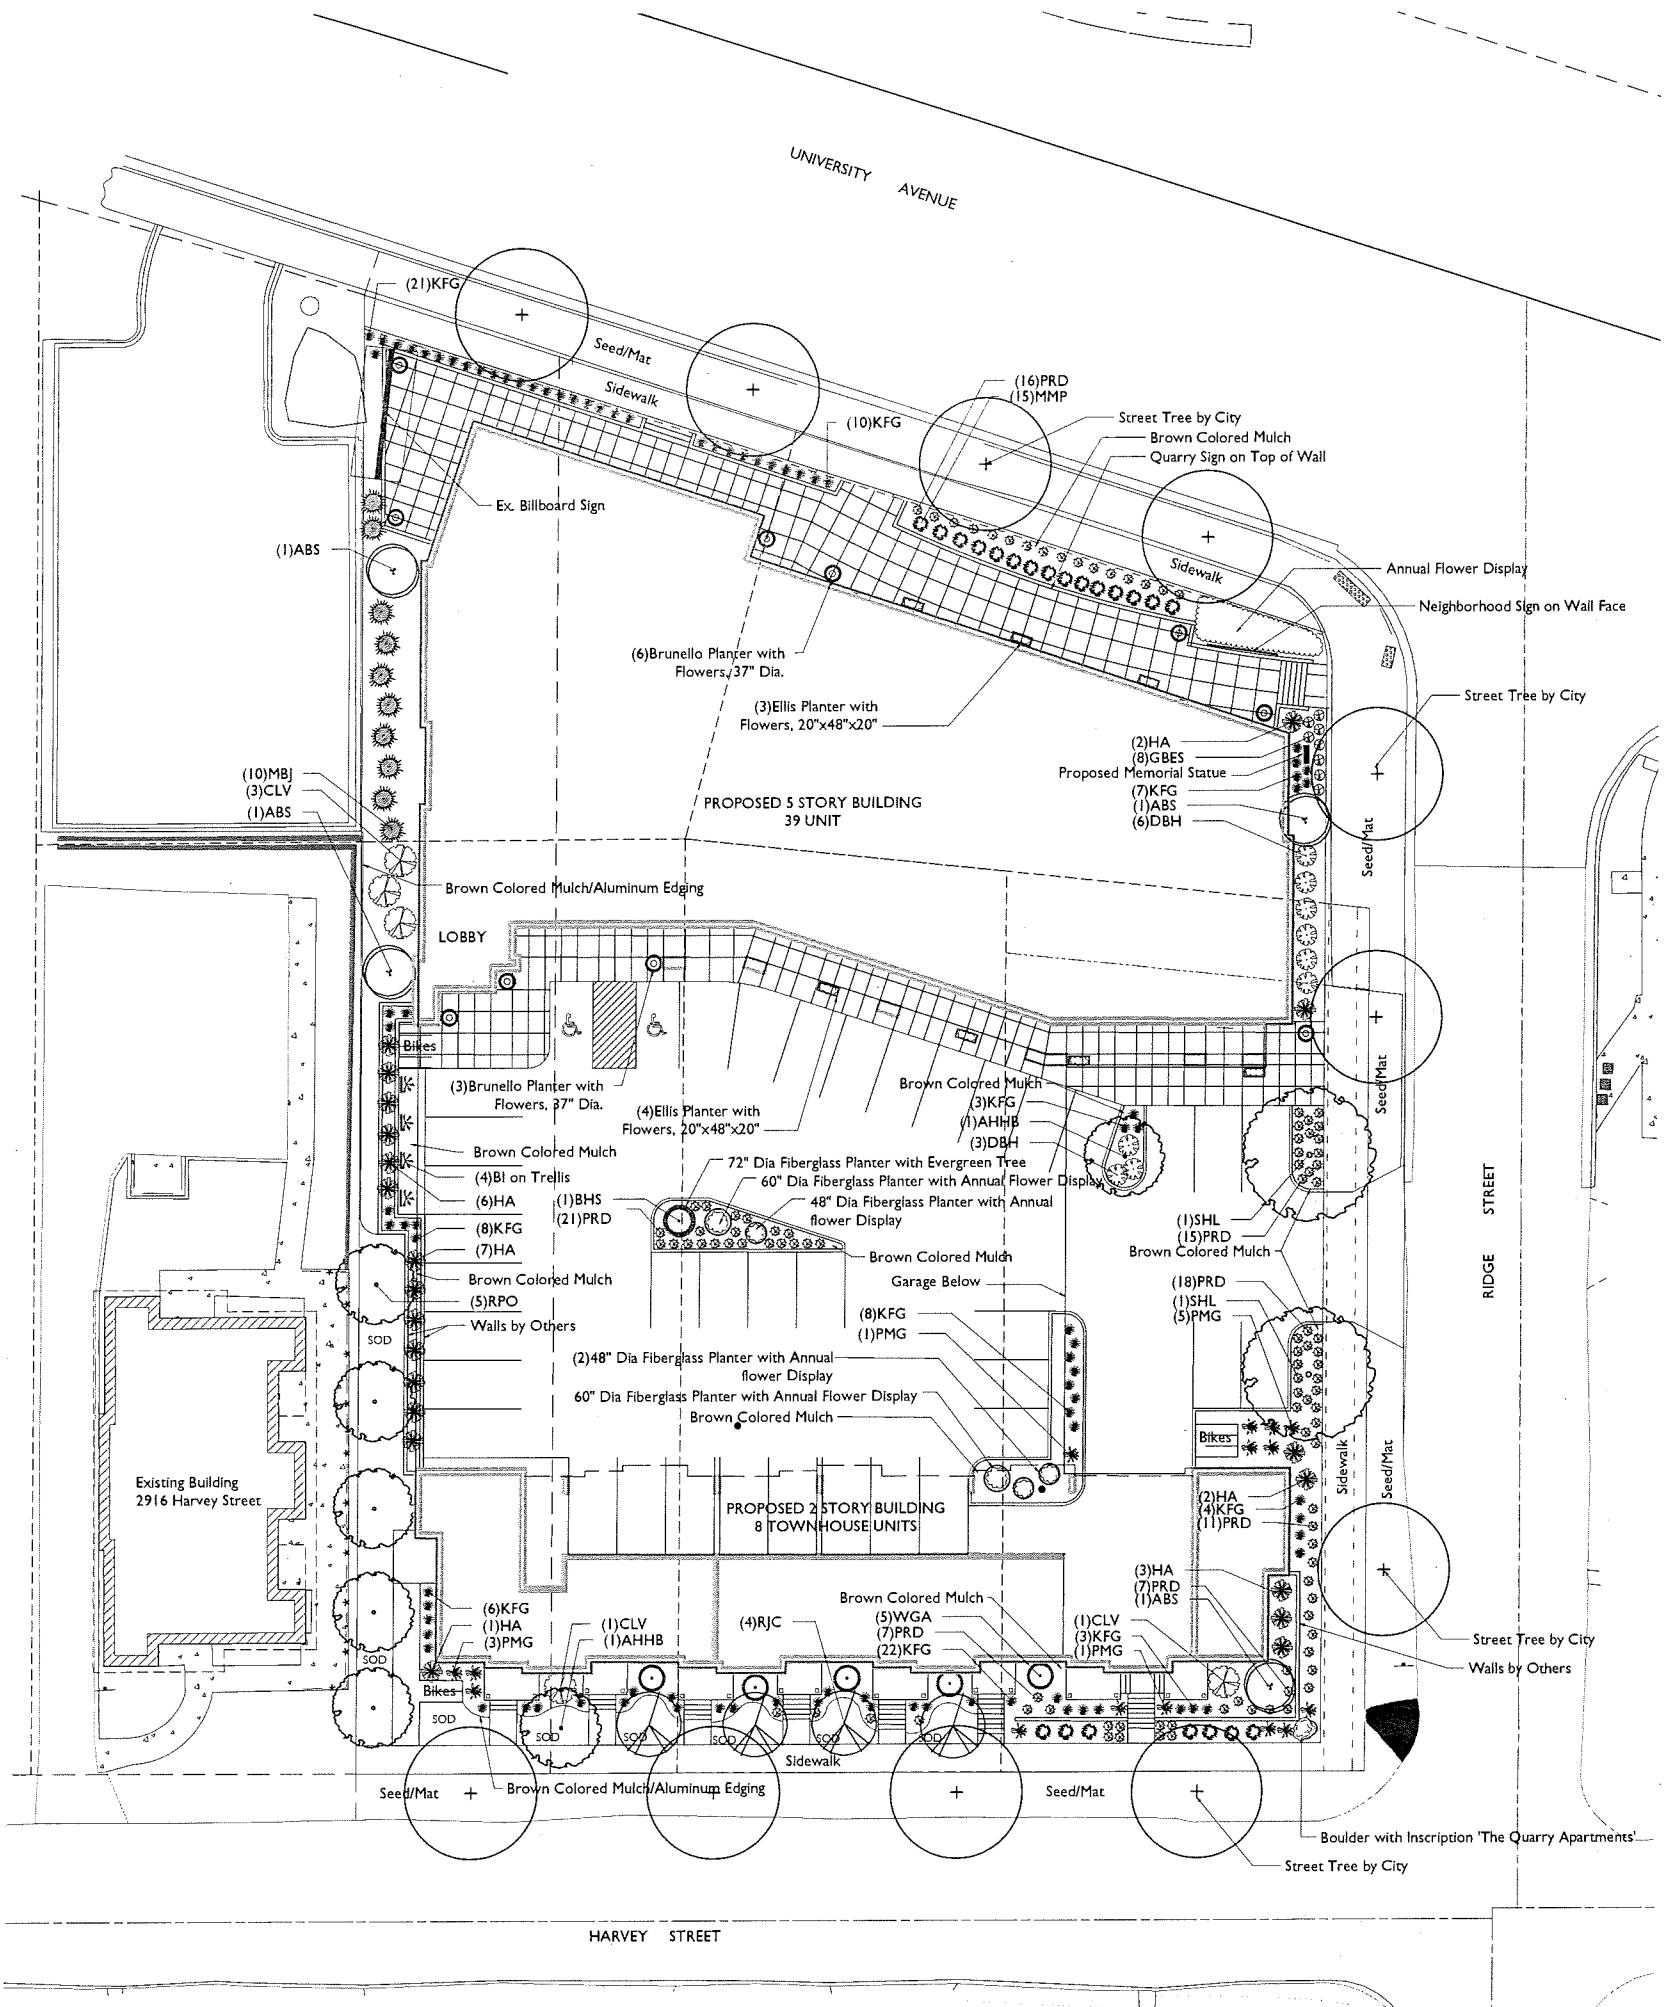 UNIVERSITY AVENUE
(21)KFG
Seed/Mat
Sidewalk
(16)PRD
(15)MMP
(10)KFG
Street Tree by City
Brown Colored Mulch
Quarry Sign on Top of Wall
Ex. Billboard Sign
(1)ABS
Sidewalk
Annual Flower Display
Neighborhood Sign on Wall Face
(6)Brunello Planter with
Flowers, 37" Dia.
(3)Ellis Planter with
Flowers, 20"x48"x20"
Street Tree by City
(2)HA
(8)GBES
Proposed Memorial Statue
(7)KFG
(1)ABS
(6)DBH
(10)MBJ
(3)CLV
(1)ABS
PROPOSED 5 STORY BUILDING
39 UNIT
Seed/Mat
Brown Colored Mulch/Aluminum Edging
LOBBY
Bikes
(3)Brunello Planter with
Flowers, 37" Dia.
(4)Ellis Planter with
Flowers, 20"x48"x20"
Brown Colored Mulch
(3)KFG
(1)AHHB
(3)DBH
Seed/Mat
Brown Colored Mulch
(4)BI on Trellis
(6)HA
72" Dia Fiberglass Planter with Evergreen Tree
60" Dia Fiberglass Planter with Annual Flower Display
48" Dia Fiberglass Planter with Annual
flower Display
(1)BHS
(21)PRD
(8)KFG
(7)HA
Brown Colored Mulch
(5)RPO
Walls by Others
SOD
Brown Colored Mulch
Garage Below
(1)SHL
(15)PRD
Brown Colored Mulch
(18)PRD
(1)SHL
(5)PMG
RIDGE STREET
(8)KFG
(1)PMG
(2)48" Dia Fiberglass Planter with Annual
flower Display
60" Dia Fiberglass Planter with Annual Flower Display
Brown Colored Mulch
Bikes
Sidewalk
Seed/Mat
Existing Building
2916 Harvey Street
PROPOSED 2 STORY BUILDING
8 TOWNHOUSE UNITS
(2)HA
(4)KFG
(11)PRD
(3)HA
(7)PRD
(1)ABS
(6)KFG
(1)HA
(3)PMG
(1)CLV
(1)AHHB
(4)RJC
Brown Colored Mulch
(5)WGA
(7)PRD
(22)KFG
(1)CLV
(3)KFG
(1)PMG
Street Tree by City
Walls by Others
SOD
Bikes
SOD
SOD
SOD
SOD
SOD
SOD
Sidewalk
Seed/Mat
Brown Colored Mulch/Aluminum Edging
Seed/Mat
Boulder with Inscription 'The Quarry Apartments'
Street Tree by City
HARVEY STREET